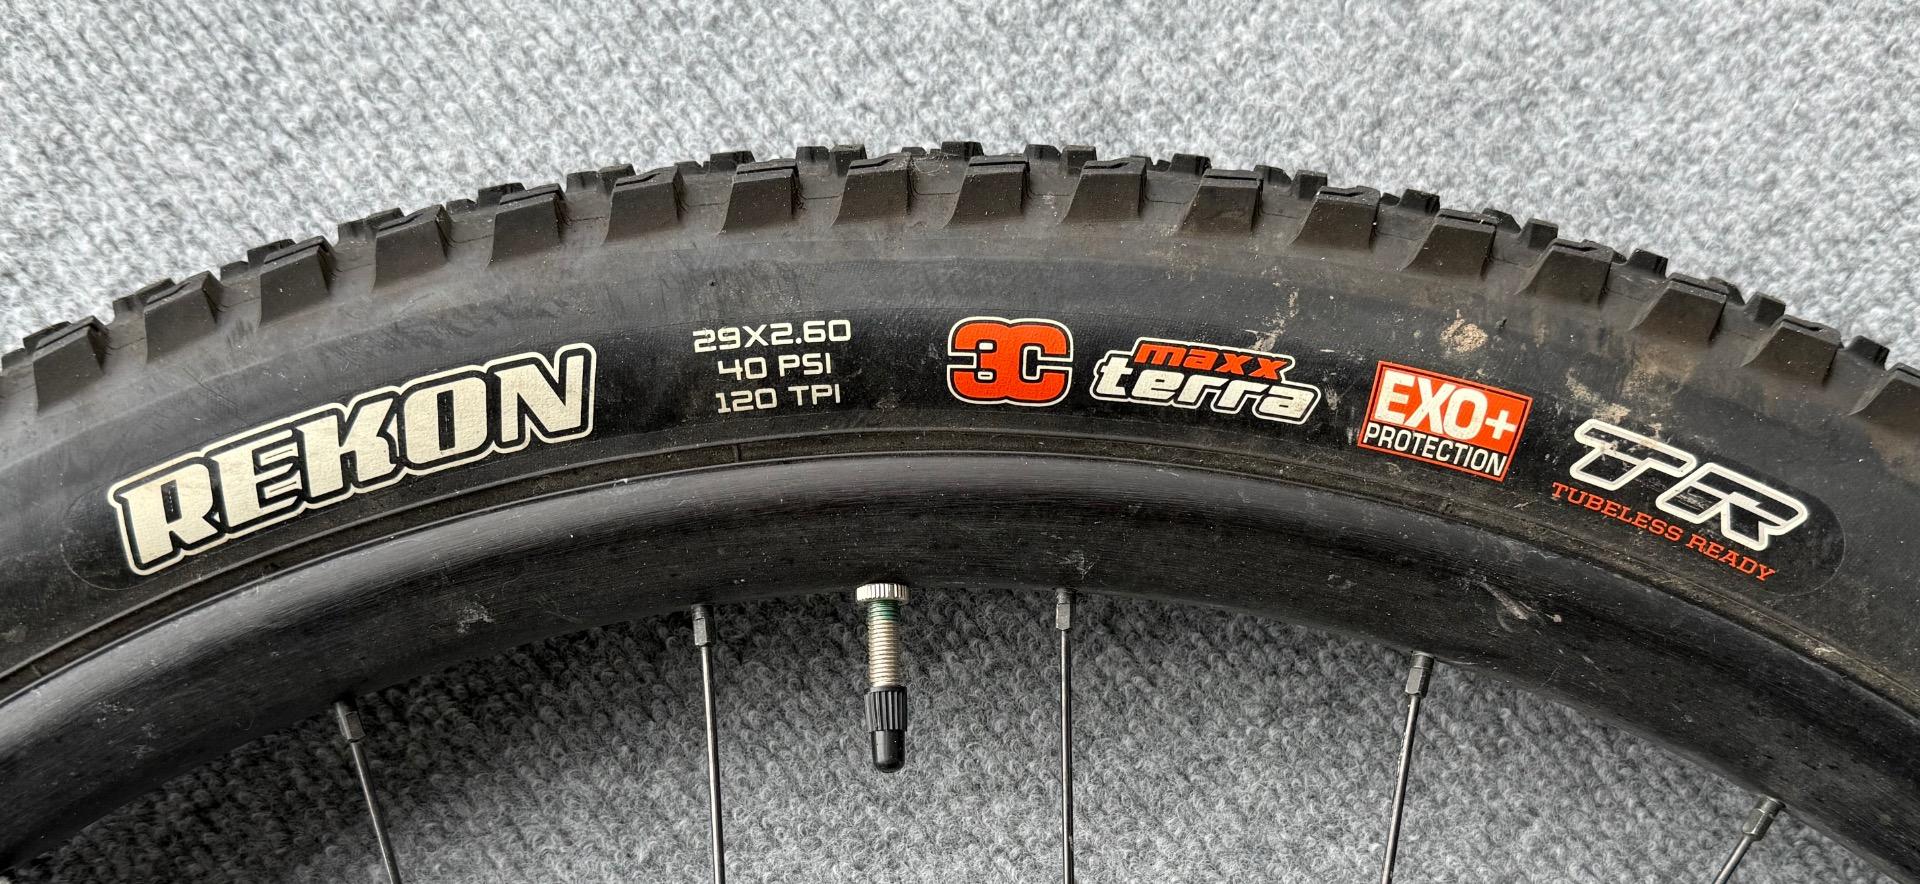 REKON
29X2.60
40 PSI
120 TPI
3C
maxx
terra
EXO+
PROTECTION
TR
TUBELESS READY